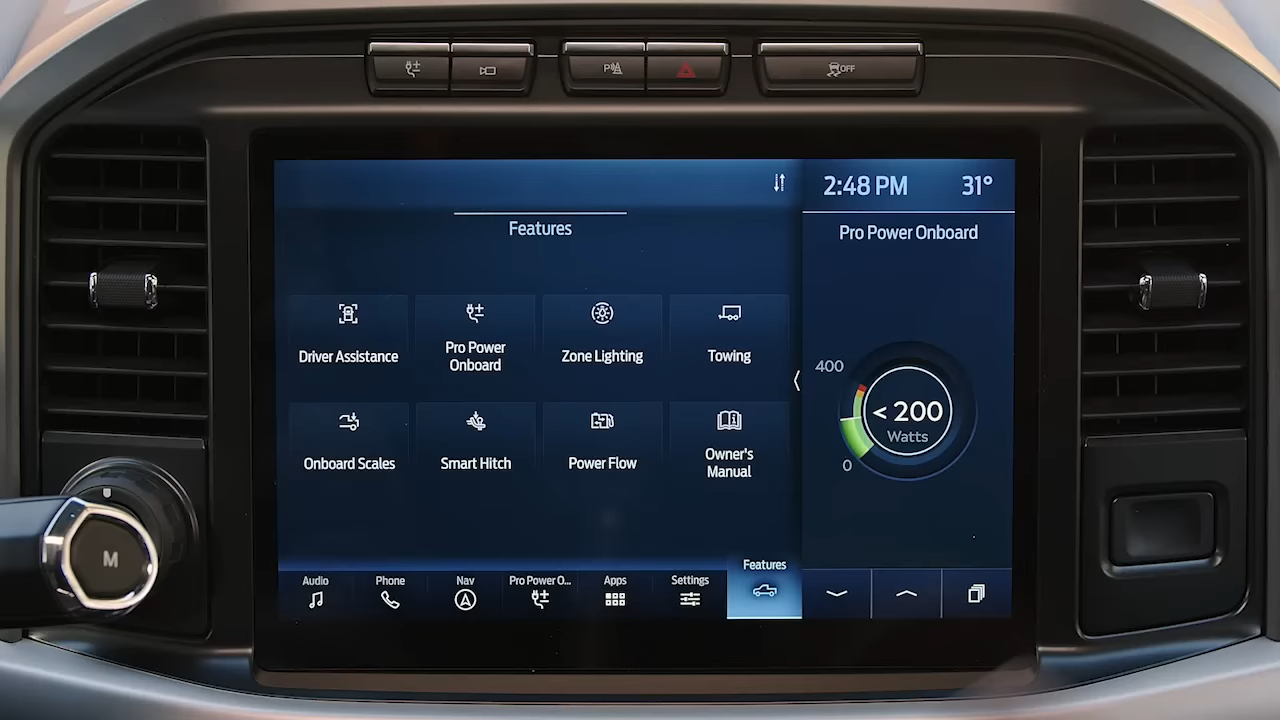 P
OFF
2:48 PM 31°
Features
Pro Power Onboard
Driver Assistance
Pro Power
Onboard
Zone Lighting
Towing
400
< 200
Watts
0
Onboard Scales
Smart Hitch
Power Flow
Owner's
Manual
M
Features
Audio
Phone
Nav
Pro Power O...
Apps
Settings